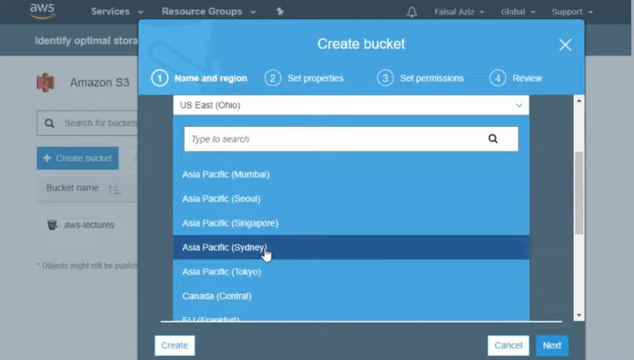 aws Services Resource Groups Faisal Aziz Global Support
Identify optimal stora
Create bucket
1 Name and region 2 Set properties 3 Set permissions 4 Review
Amazon S3
US East (Ohio)
Search for buckets
Type to search
Create bucket
Asia Pacific (Mumbai)
Bucket name
Asia Pacific (Seoul)
aws-lectures
Asia Pacific (Singapore)
Asia Pacific (Sydney)
* Objects might still be public
Asia Pacific (Tokyo)
Canada (Central)
EU (Frankfurt)
Create Cancel Next